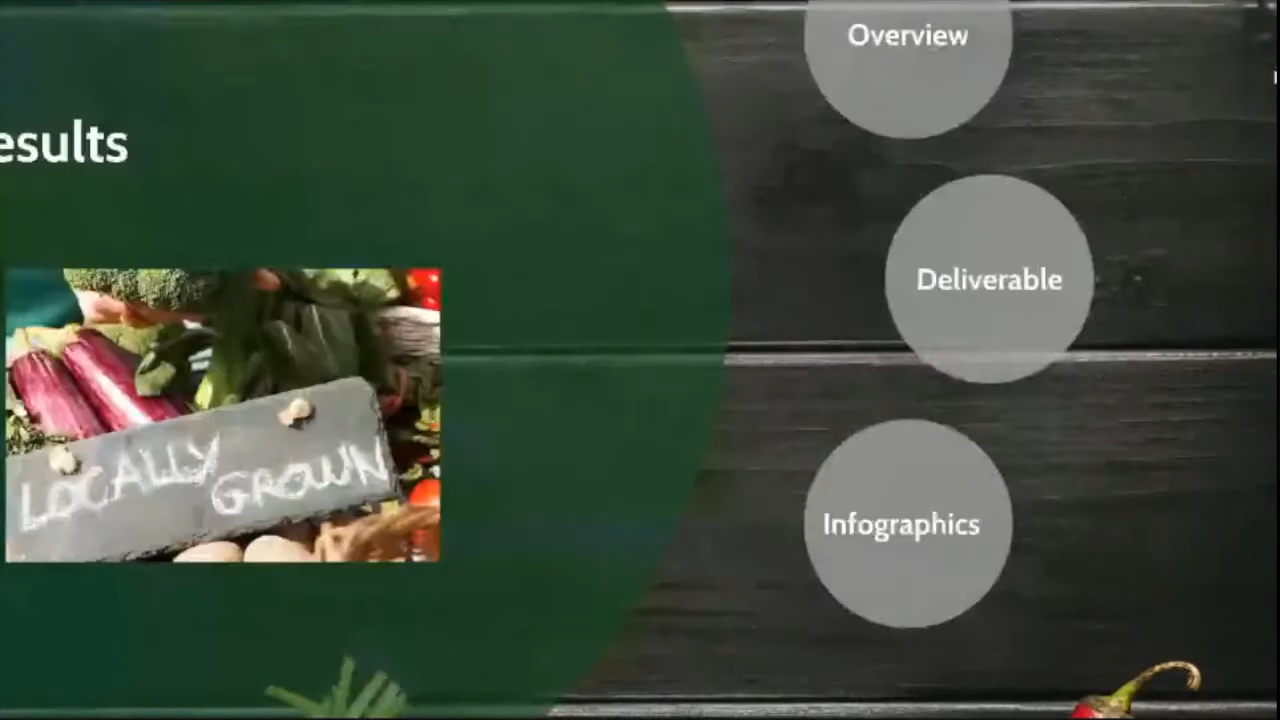 Overview
esults
Deliverable
LOCALLY
GROWN
Infographics